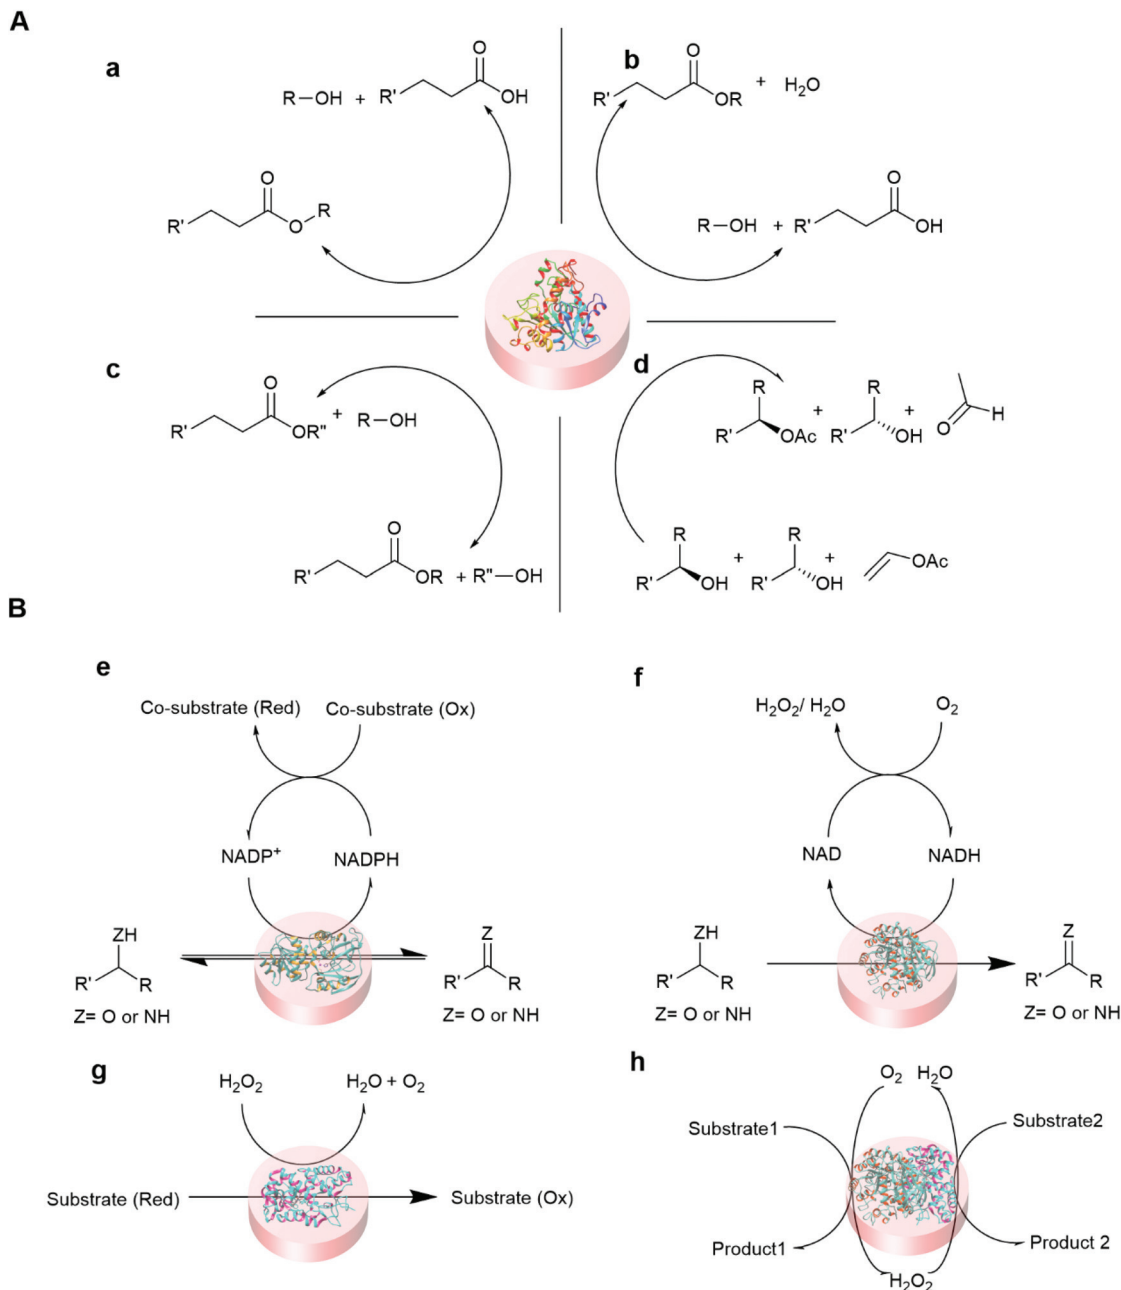 A
a
R—OH + R' O OH
b
R' O OR + H₂O
R' O O R
R—OH + R' O OH
c
R' O OR" + R—OH
R' O OR + R"—OH
d
R R' OAc + R R' OH + O H
R R' OH + R R' OH + OAc
B
e
Co-substrate (Red) Co-substrate (Ox)
NADP⁺ NADPH
ZH R' R
Z R' R
Z= O or NH
Z= O or NH
f
H₂O₂/ H₂O O₂
NAD NADH
ZH R' R
Z R' R
Z= O or NH
Z= O or NH
g
H₂O₂ H₂O + O₂
Substrate (Red) Substrate (Ox)
h
O₂ H₂O
Substrate1 Substrate2
Product1 Product 2
H₂O₂